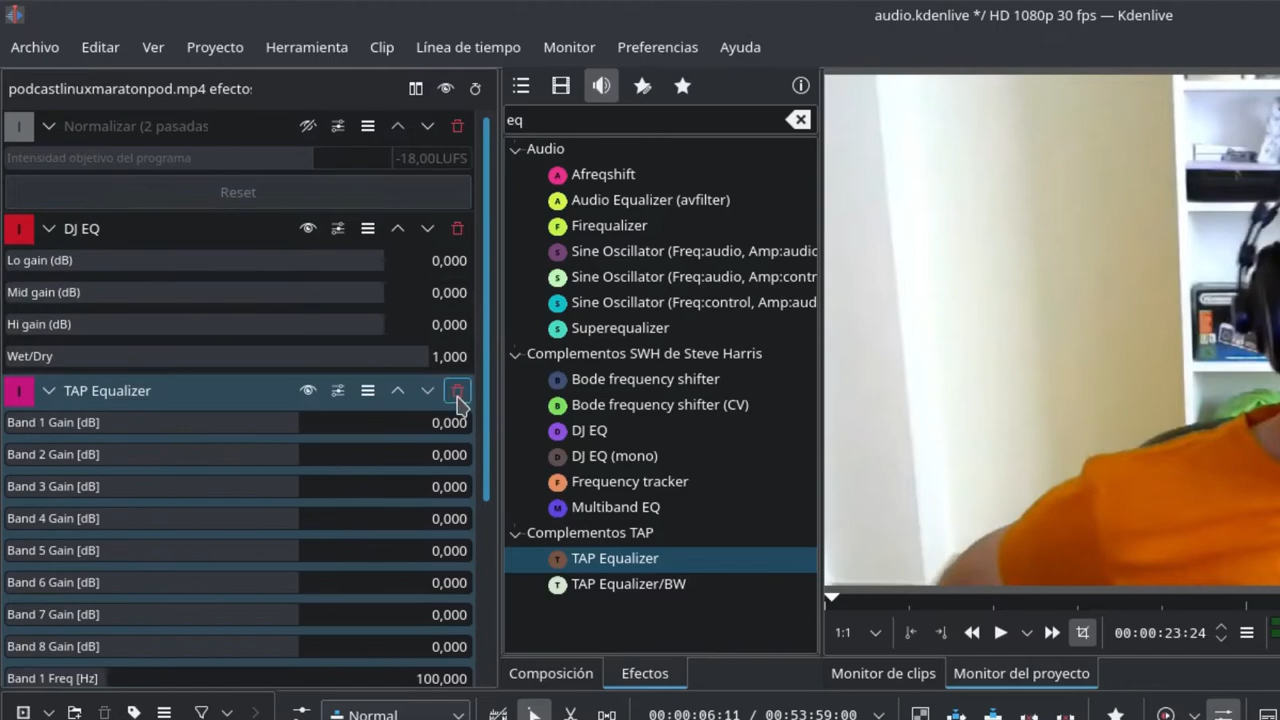 audio.kdenlive */ HD 1080p 30 fps — Kdenlive
Archivo Editar Ver Proyecto Herramienta Clip Línea de tiempo Monitor Preferencias Ayuda
podcastlinuxmaratonpod.mp4 efecto
I Normalizar (2 pasadas
Intensidad objetivo del programa -18,00LUFS
Reset
I DJ EQ
Lo gain (dB) 0,000
Mid gain (dB) 0,000
Hi gain (dB) 0,000
Wet/Dry 1,000
I TAP Equalizer
Band 1 Gain [dB] 0,000
Band 2 Gain [dB] 0,000
Band 3 Gain [dB] 0,000
Band 4 Gain [dB] 0,000
Band 5 Gain [dB] 0,000
Band 6 Gain [dB] 0,000
Band 7 Gain [dB] 0,000
Band 8 Gain [dB] 0,000
Band 1 Freq [Hz] 100,000
eq
Audio
A Afreqshift
A Audio Equalizer (avfilter)
F Firequalizer
S Sine Oscillator (Freq:audio, Amp:audio
S Sine Oscillator (Freq:audio, Amp:contr
S Sine Oscillator (Freq:control, Amp:aud
S Superequalizer
Complementos SWH de Steve Harris
B Bode frequency shifter
B Bode frequency shifter (CV)
D DJ EQ
D DJ EQ (mono)
F Frequency tracker
M Multiband EQ
Complementos TAP
T TAP Equalizer
T TAP Equalizer/BW
Composición Efectos
1:1 00:00:23:24
Monitor de clips Monitor del proyecto
Normal 00:00:06:11 / 00:53:59:00